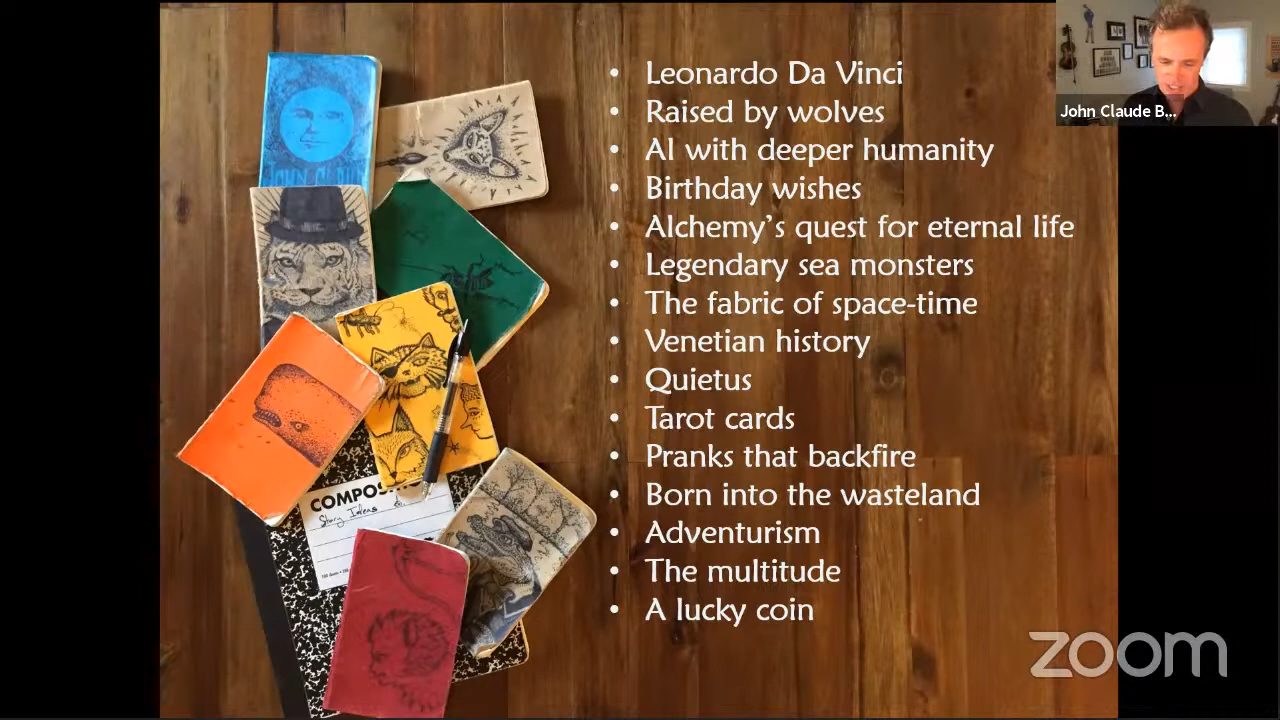 • Leonardo Da Vinci
• Raised by wolves
• AI with deeper humanity
• Birthday wishes
• Alchemy's quest for eternal life
• Legendary sea monsters
• The fabric of space-time
• Venetian history
• Quietus
• Tarot cards
• Pranks that backfire
• Born into the wasteland
• Adventurism
• The multitude
• A lucky coin
John Claude B...
Story Ideas
zoom